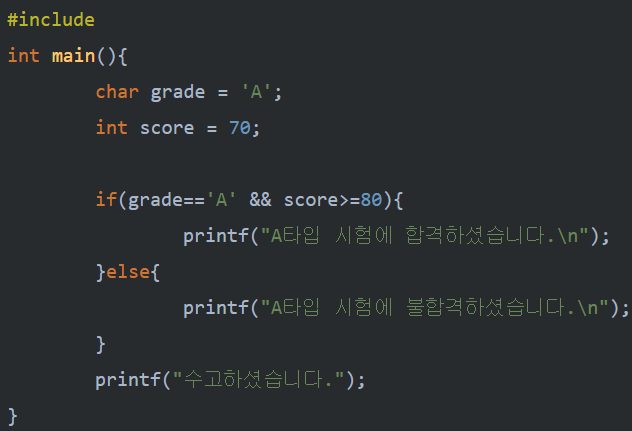 #include
int main(){
char grade = 'A';
int score = 70;
if(grade=='A' && score>=80){
printf("A타입 시험에 합격하셨습니다.\n");
}else{
printf("A타입 시험에 불합격하셨습니다.\n");
}
printf("수고하셨습니다.");
}